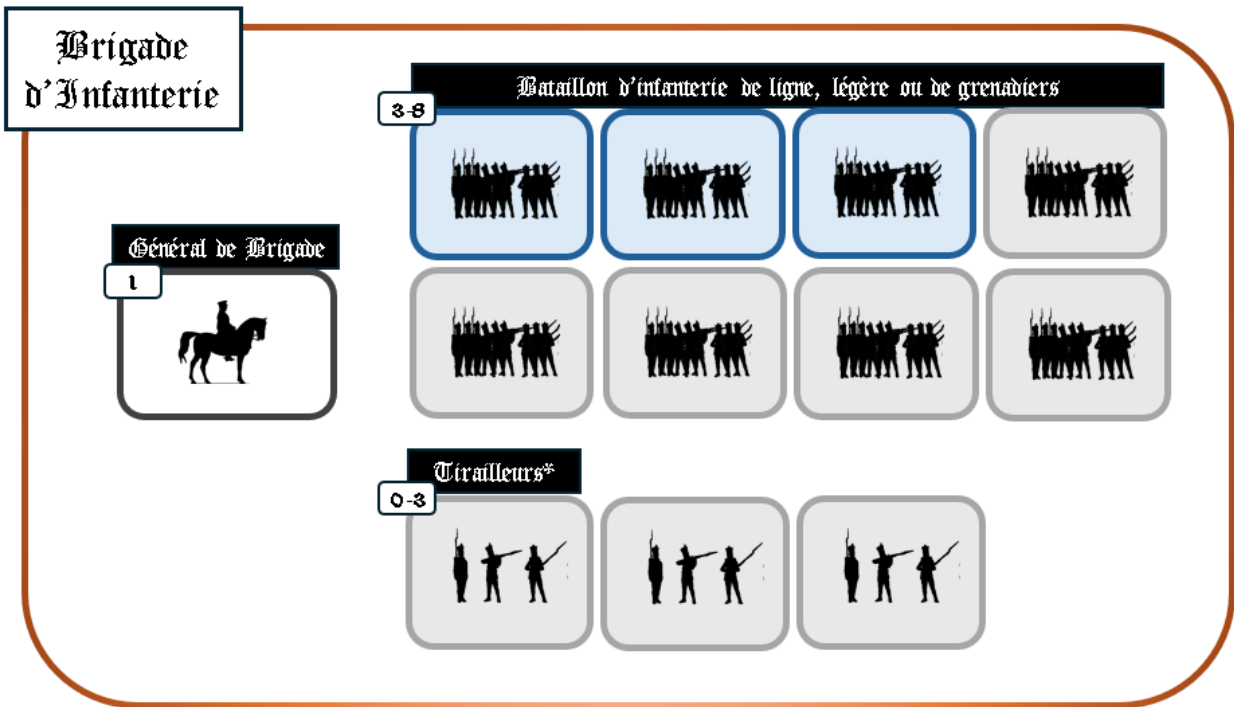 Brigade
d'Infanterie
Bataillon d'infanterie de ligne, légère ou de grenadiers
3-8
Général de Brigade
1
Tirailleurs*
0-3